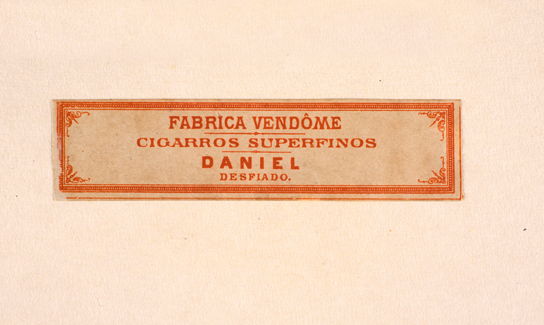 FABRICA VENDÔME
CIGARROS SUPERFINOS
DANIEL
DESFIADO.